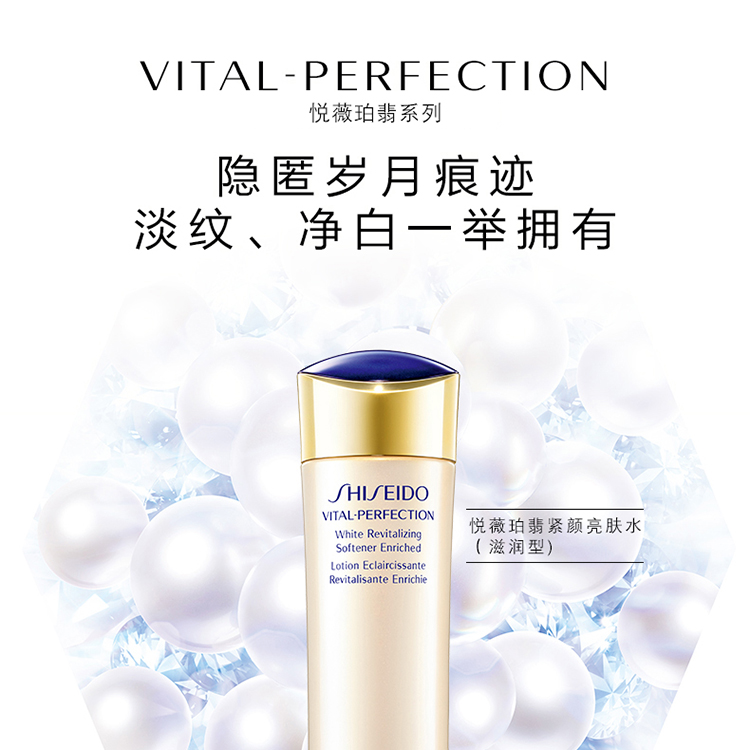 VITAL-PERFECTION
悦薇珀翡系列
隐匿岁月痕迹
淡纹、净白一举拥有
SHISEIDO
VITAL-PERFECTION
White Revitalizing
Softener Enriched
Lotion Eclaircissante
Revitalisante Enrichie
悦薇珀翡紧颜亮肤水
(滋润型)